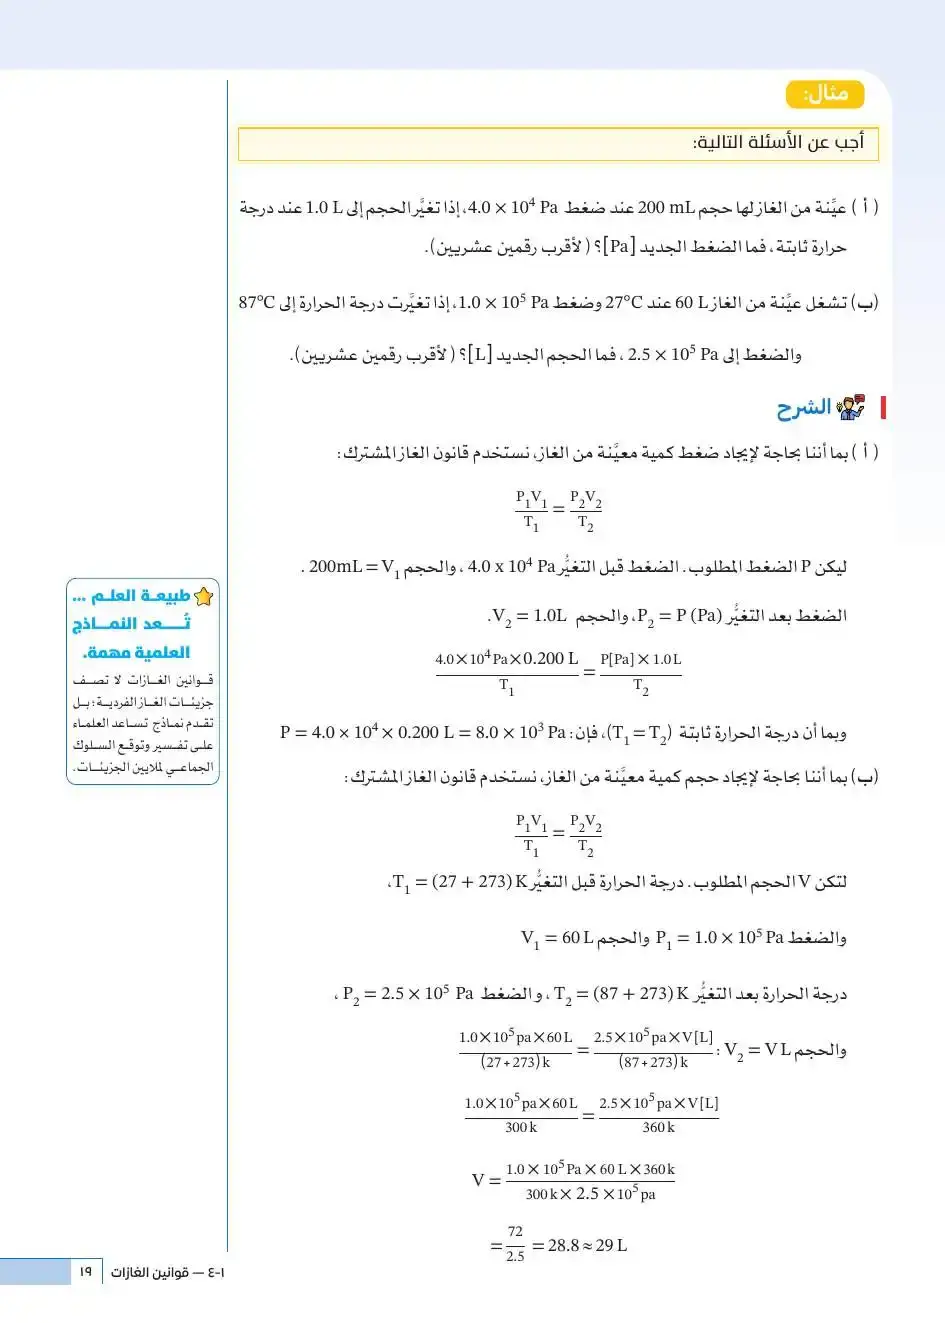 مثال:
أجب عن الأسئلة التالية:
( أ ) عيِّنة من الغاز لها حجم 200 mL عند ضغط 4.0 × 10⁴ Pa، إذا تغيَّر الحجم إلى 1.0 L عند درجة
حرارة ثابتة، فما الضغط الجديد [Pa]؟ (لأقرب رقمين عشريين).
(ب) تشغل عيِّنة من الغاز 60 L عند 27°C وضغط 1.0 × 10⁵ Pa، إذا تغيَّرت درجة الحرارة إلى 87°C
والضغط إلى 2.5 × 10⁵ Pa ، فما الحجم الجديد [L]؟ (لأقرب رقمين عشريين).
الشرح
( أ ) بما أننا بحاجة لإيجاد ضغط كمية معيَّنة من الغاز، نستخدم قانون الغاز المشترك:
P₁V₁/T₁ = P₂V₂/T₂
ليكن P الضغط المطلوب. الضغط قبل التغيُّر 4.0 x 10⁴ Pa ، والحجم 200mL = V₁ .
الضغط بعد التغيُّر P₂ = P (Pa)، والحجم V₂ = 1.0L.
4.0×10⁴Pa×0.200 L/T₁ = P[Pa]×1.0L/T₂
وبما أن درجة الحرارة ثابتة (T₁ = T₂)، فإن: P = 4.0 × 10⁴ × 0.200 L = 8.0 × 10³ Pa
(ب) بما أننا بحاجة لإيجاد حجم كمية معيَّنة من الغاز، نستخدم قانون الغاز المشترك:
P₁V₁/T₁ = P₂V₂/T₂
لتكن V الحجم المطلوب. درجة الحرارة قبل التغيُّر T₁ = (27 + 273) K،
والضغط P₁ = 1.0 × 10⁵ Pa والحجم V₁ = 60 L
درجة الحرارة بعد التغيُّر T₂ = (87 + 273) K ، والضغط P₂ = 2.5 × 10⁵ Pa ،
والحجم V₂ = V L : 1.0×10⁵pa×60L/(27+273)k = 2.5×10⁵pa×V[L]/(87+273)k
1.0×10⁵pa×60L/300k = 2.5×10⁵pa×V[L]/360k
V = 1.0×10⁵Pa×60 L×360k/300k×2.5×10⁵pa
= 72/2.5 = 28.8 ≈ 29 L
طبيعة العلم ...
تُعد النماذج
العلمية مهمة.
قوانين الغازات لا تصف
جزيئات الغاز الفردية؛ بل
تقدم نماذج تساعد العلماء
على تفسير وتوقع السلوك
الجماعي لملايين الجزيئات.
١-٤ — قوانين الغازات
١٩